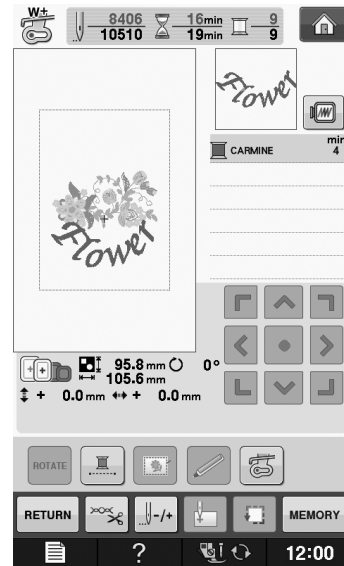 W±
8406 16min 9
10510 19min 9
Flower
min
CARMINE 4
Flower
95.8 mm 0°
105.6 mm
+ 0.0 mm + 0.0 mm
ROTATE
RETURN -/+ MEMORY
? 12:00